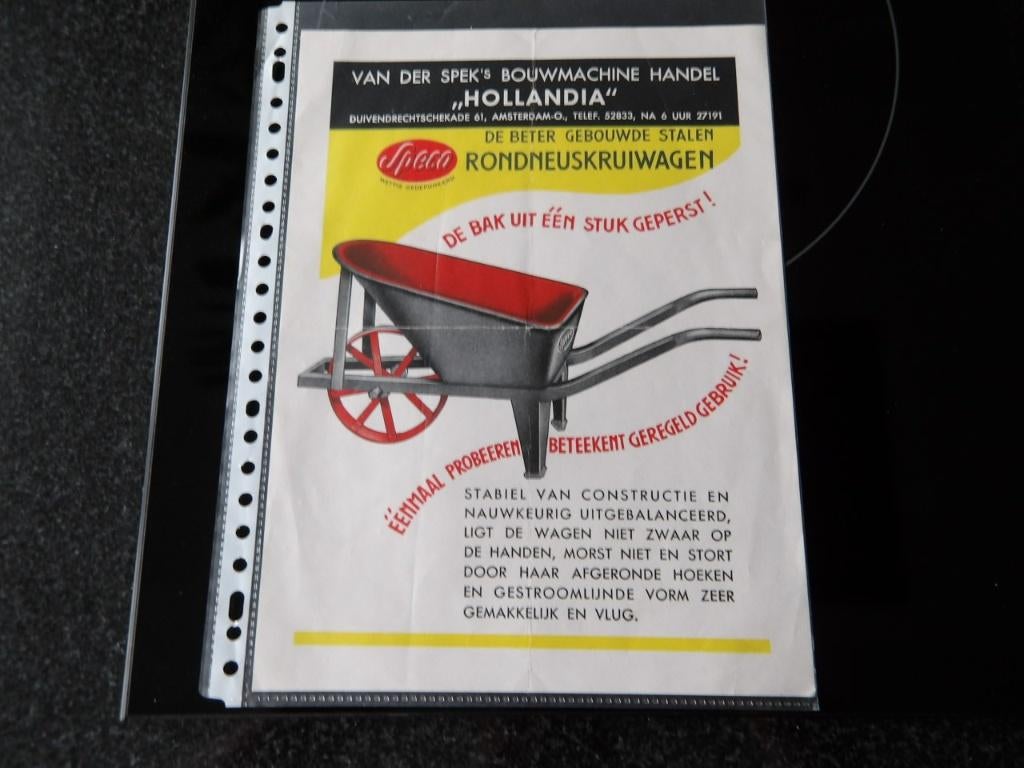 VAN DER SPEK'S BOUWMACHINE HANDEL
„HOLLANDIA"
DUIVENDRECHTSCHEKADE 61, AMSTERDAM-O., TELEF. 52833, NA 6 UUR 27191
DE BETER GEBOUWDE STALEN
Speco RONDNEUSKRUIWAGEN
WETTIG GEDEPONEERD
DE BAK UIT ÉÉN STUK GEPERST!
Speco
ÉÉNMAAL PROBEEREN BETEEKENT GEREGELD GEBRUIK!
STABIEL VAN CONSTRUCTIE EN
NAUWKEURIG UITGEBALANCEERD,
LIGT DE WAGEN NIET ZWAAR OP
DE HANDEN, MORST NIET EN STORT
DOOR HAAR AFGERONDE HOEKEN
EN GESTROOMLIJNDE VORM ZEER
GEMAKKELIJK EN VLUG.